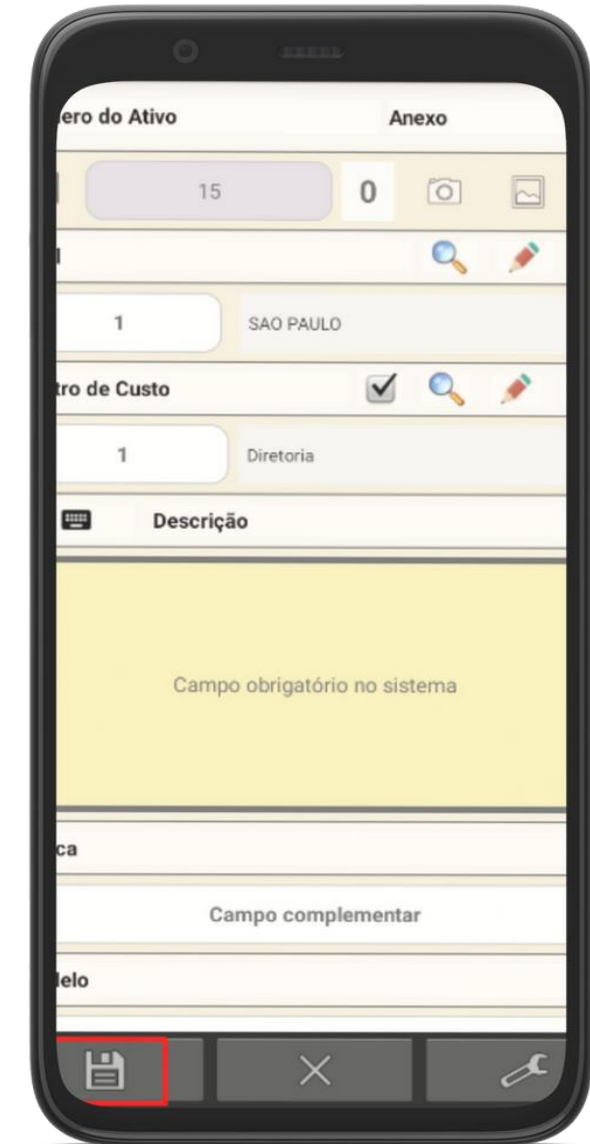 ero do Ativo Anexo
15 0
l
1 SAO PAULO
tro de Custo
1 Diretoria
Descrição
Campo obrigatório no sistema
ca
Campo complementar
lelo